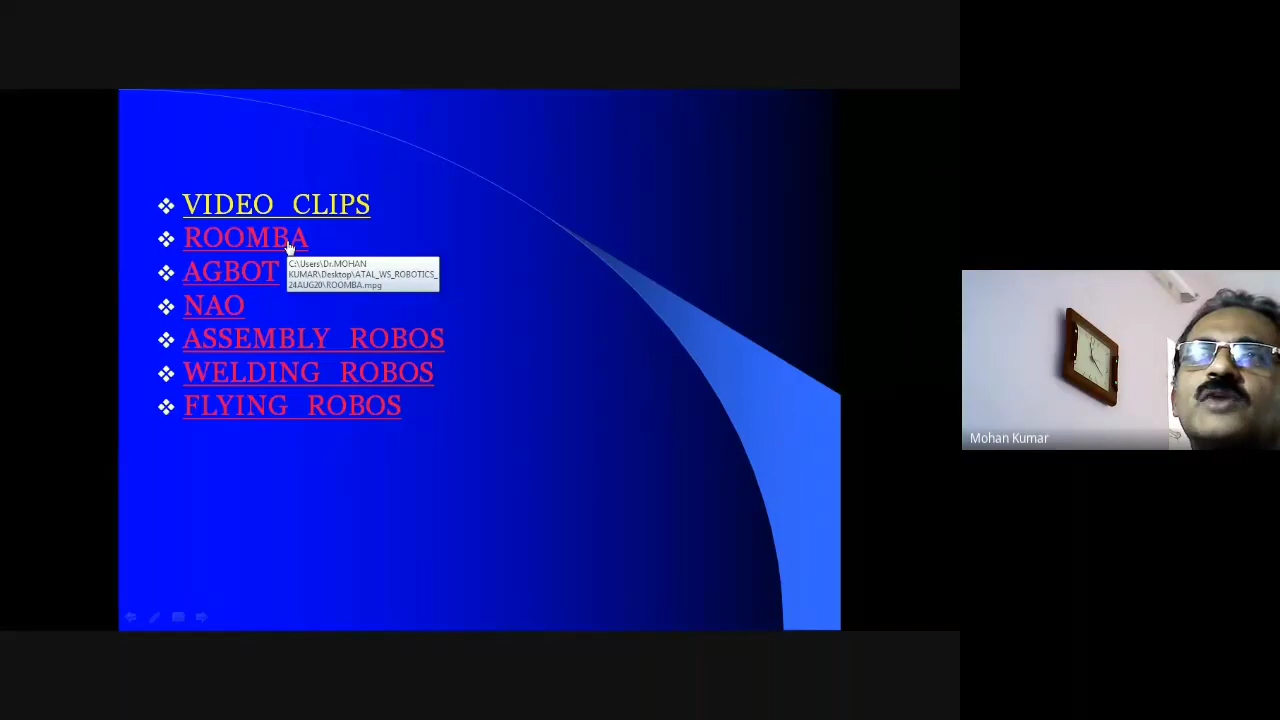 VIDEO CLIPS
ROOMBA
AGBOT
C:\Users\Dr.MOHAN
KUMAR\Desktop\ATAL_WS_ROBOTICS_
24AUG20\ROOMBA.mpg
NAO
ASSEMBLY ROBOS
WELDING ROBOS
FLYING ROBOS
Mohan Kumar